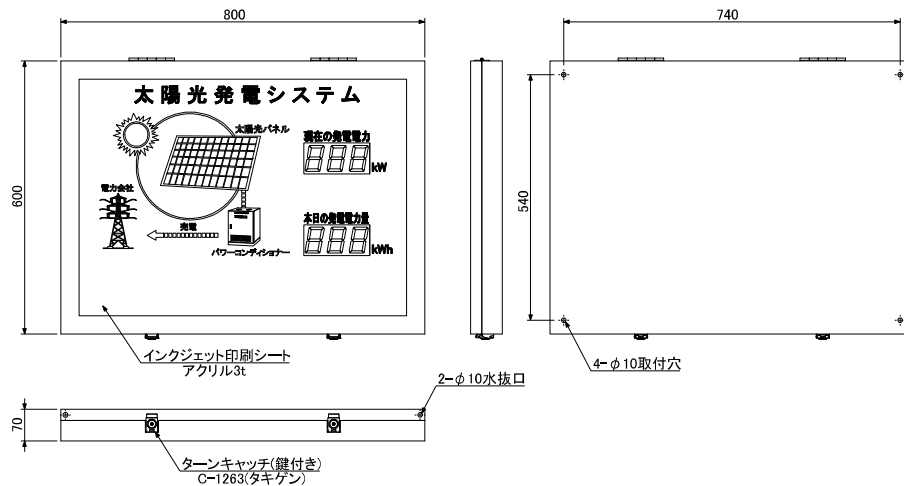 800
740
600
太陽光発電システム
太陽光パネル
現在の発電電力
888
kW
電力会社
売電
本日の発電電力量
888
kWh
パワーコンディショナー
540
インクジェット印刷シート
アクリル3t
4-φ10取付穴
2-φ10水抜口
70
ターンキャッチ(鍵付き)
C-1263(タキゲン)